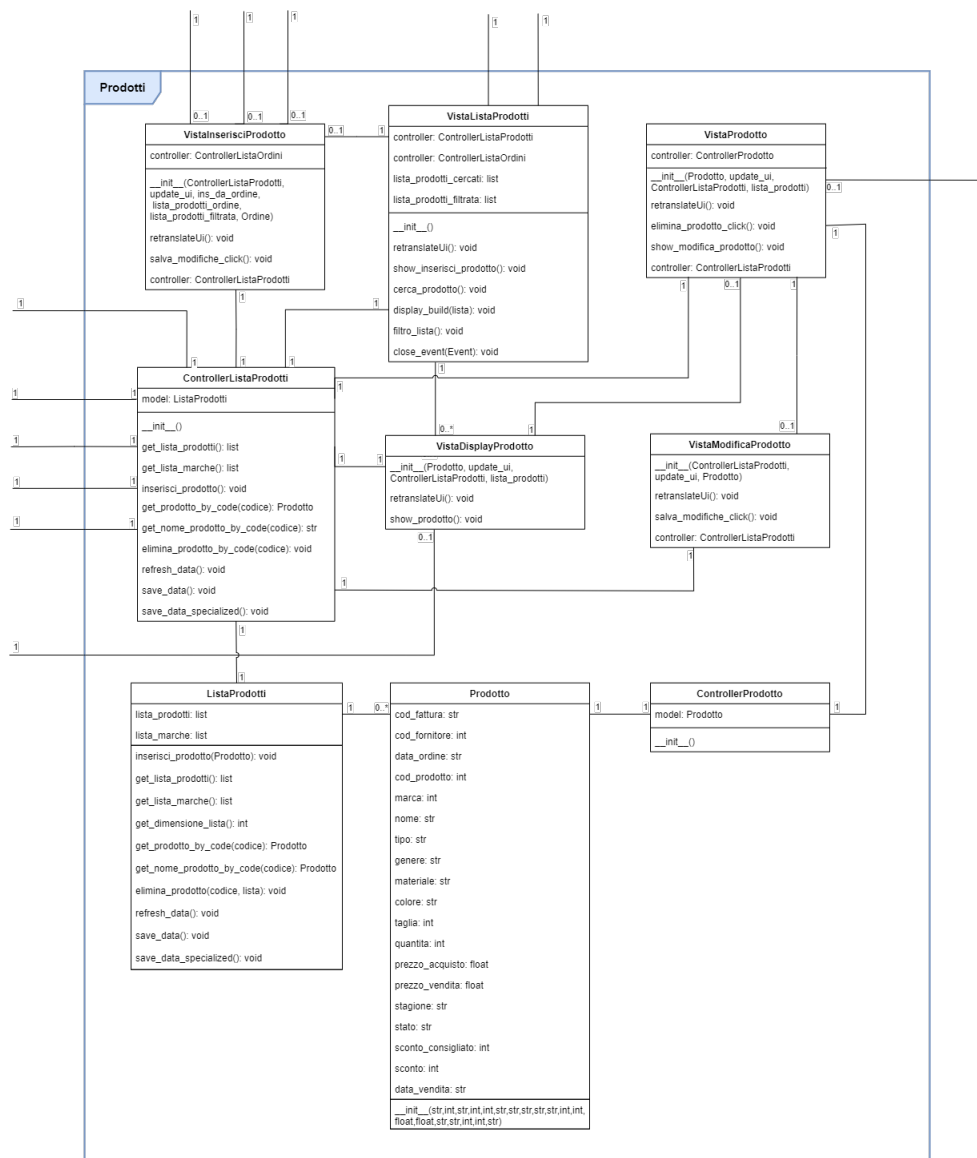 1
1
1
1
1
Prodotti
0..1
0..1
0..1
VistaInserisciProdotto
controller: ControllerListaOrdini
__init__(ControllerListaProdotti,
update_ui, ins_da_ordine,
lista_prodotti_ordine,
lista_prodotti_filtrata, Ordine)
retranslateUi(): void
salva_modifiche_click(): void
controller: ControllerListaProdotti
0..1
1
1
1
VistaListaProdotti
controller: ControllerListaProdotti
controller: ControllerListaOrdini
lista_prodotti_cercati: list
lista_prodotti_filtrata: list
__init__()
retranslateUi(): void
show_inserisci_prodotto(): void
cerca_prodotto(): void
display_build(lista): void
filtro_lista(): void
close_event(Event): void
1
1
VistaProdotto
controller: ControllerProdotto
__init__(Prodotto, update_ui,
ControllerListaProdotti, lista_prodotti)
retranslateUi(): void
elimina_prodotto_click(): void
show_modifica_prodotto(): void
controller: ControllerListaProdotti
0..1
1
1
0..1
1
1
1
1
1
1
1
1
ControllerListaProdotti
model: ListaProdotti
__init__()
get_lista_prodotti(): list
get_lista_marche(): list
inserisci_prodotto(): void
get_prodotto_by_code(codice): Prodotto
get_nome_prodotto_by_code(codice): str
elimina_prodotto_by_code(codice): void
refresh_data(): void
save_data(): void
save_data_specialized(): void
1
1
1
1
1
1
1
1
1
1
1
1
0..*
1
VistaDisplayProdotto
__init__(Prodotto, update_ui,
ControllerListaProdotti, lista_prodotti)
retranslateUi(): void
show_prodotto(): void
0..1
0..1
VistaModificaProdotto
__init__(ControllerListaProdotti,
update_ui, Prodotto)
retranslateUi(): void
salva_modifiche_click(): void
controller: ControllerListaProdotti
1
1
1
1
1
ListaProdotti
lista_prodotti: list
lista_marche: list
inserisci_prodotto(Prodotto): void
get_lista_prodotti(): list
get_lista_marche(): list
get_dimensione_lista(): int
get_prodotto_by_code(codice): Prodotto
get_nome_prodotto_by_code(codice): Prodotto
elimina_prodotto(codice, lista): void
refresh_data(): void
save_data(): void
save_data_specialized(): void
1
0..*
Prodotto
cod_fattura: str
cod_fornitore: int
data_ordine: str
cod_prodotto: int
marca: int
nome: str
tipo: str
genere: str
materiale: str
colore: str
taglia: int
quantita: int
prezzo_acquisto: float
prezzo_vendita: float
stagione: str
stato: str
sconto_consigliato: int
sconto: int
data_vendita: str
__init__(str,int,str,int,int,str,str,str,str,str,int,int,
float,float,str,str,int,int,str)
1
1
ControllerProdotto
model: Prodotto
__init__()
1